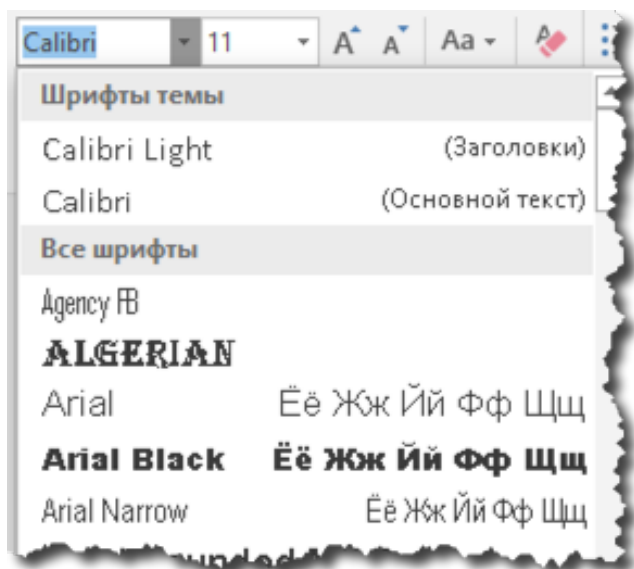 Calibri 11 A A Aa
Шрифты темы
Calibri Light (Заголовки)
Calibri (Основной текст)
Все шрифты
Agency FB
ALGERIAN
Arial Ёё Жж Йй Фф Щщ
Arial Black Ёё Жж Йй Фф Щщ
Arial Narrow Ёё Жж Йй Фф Щщ